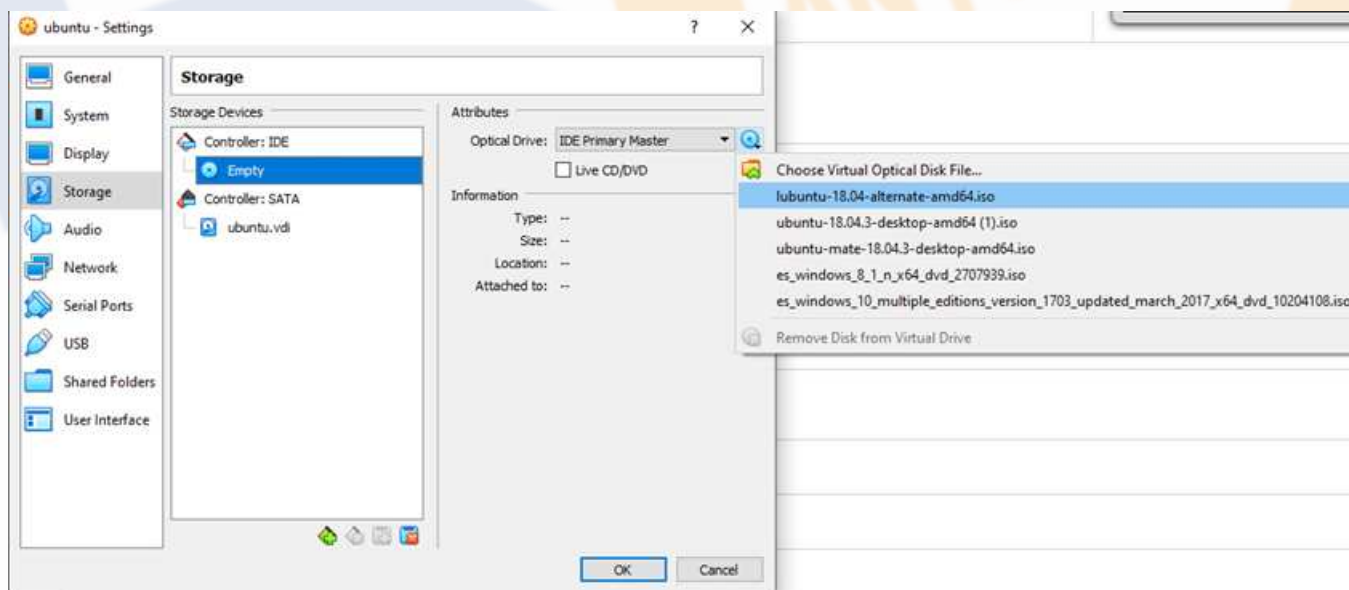 ubuntu - Settings
?
General
System
Display
Storage
Audio
Network
Serial Ports
USB
Shared Folders
User Interface
Storage
Storage Devices
Controller: IDE
Empty
Controller: SATA
ubuntu.vdi
Attributes
Optical Drive: IDE Primary Master
Live CD/DVD
Information
Type: --
Size: --
Location: --
Attached to: --
Choose Virtual Optical Disk File...
lubuntu-18.04-alternate-amd64.iso
ubuntu-18.04.3-desktop-amd64 (1).iso
ubuntu-mate-18.04.3-desktop-amd64.iso
es_windows_8_1_n_x64_dvd_2707939.iso
es_windows_10_multiple_editions_version_1703_updated_march_2017_x64_dvd_10204108.iso
Remove Disk from Virtual Drive
OK
Cancel